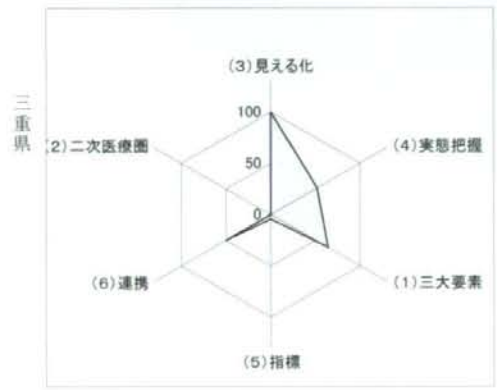 三重県
(3)見える化
100
(2)二次医療圏
(4)実態把握
50
0
(6)連携
(1)三大要素
(5)指標